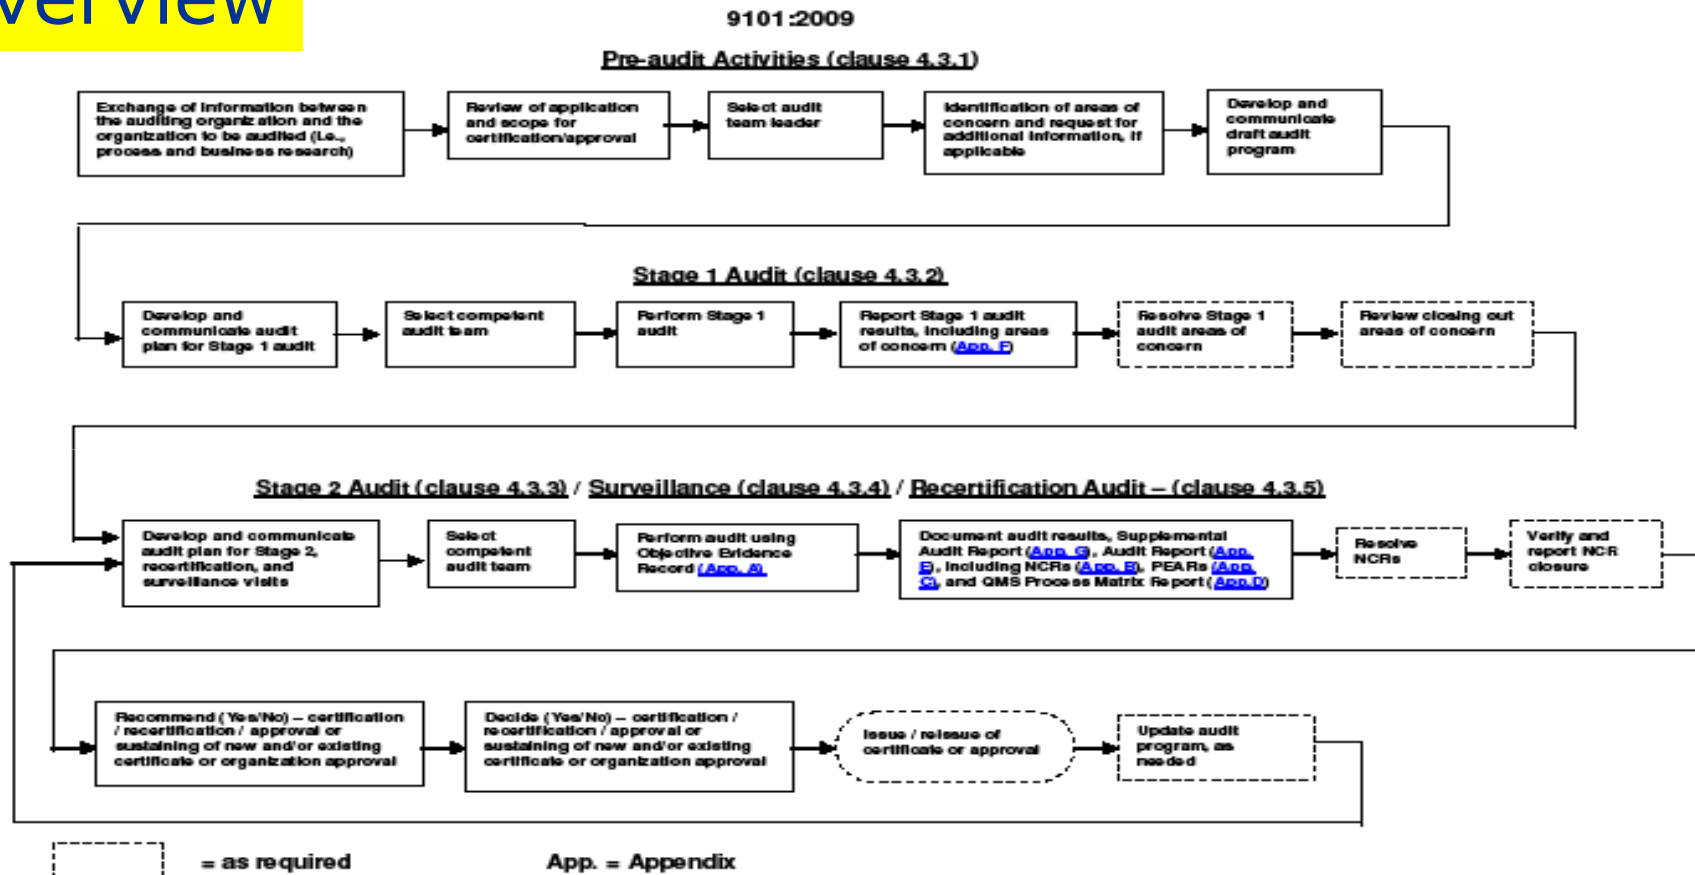 verview
9101:2009
Pre-audit Activities (clause 4.3.1)
Exchange of information between
the auditing organization and the
organization to be audited (i.e.,
process and business research)
Review of application
and scope for
certification/approval
Select audit
team leader
Identification of areas of
concern and request for
additional information, if
applicable
Develop and
communicate
draft audit
program
Stage 1 Audit (clause 4.3.2)
Develop and
communicate audit
plan for Stage 1 audit
Select competent
audit team
Perform Stage 1
audit
Report Stage 1 audit
results, including areas
of concern (App. F)
Resolve Stage 1
audit areas of
concern
Review closing out
areas of concern
Stage 2 Audit (clause 4.3.3) / Surveillance (clause 4.3.4) / Recertification Audit – (clause 4.3.5)
Develop and communicate
audit plan for Stage 2,
recertification, and
surveillance visits
Select
competent
audit team
Perform audit using
Objective Evidence
Record (App. A)
Document audit results, Supplemental
Audit Report (App. G), Audit Report (App.
E), including NCRs (App. B), PEARs (App.
C), and QMS Process Matrix Report (App.D)
Resolve
NCRs
Verify and
report NCR
closure
Recommend (Yes/No) – certification
/ recertification / approval or
sustaining of new and/or existing
certificate or organization approval
Decide (Yes/No) – certification /
recertification / approval or
sustaining of new and/or existing
certificate or organization approval
Issue / reissue of
certificate or approval
Update audit
program, as
needed
= as required
App. = Appendix